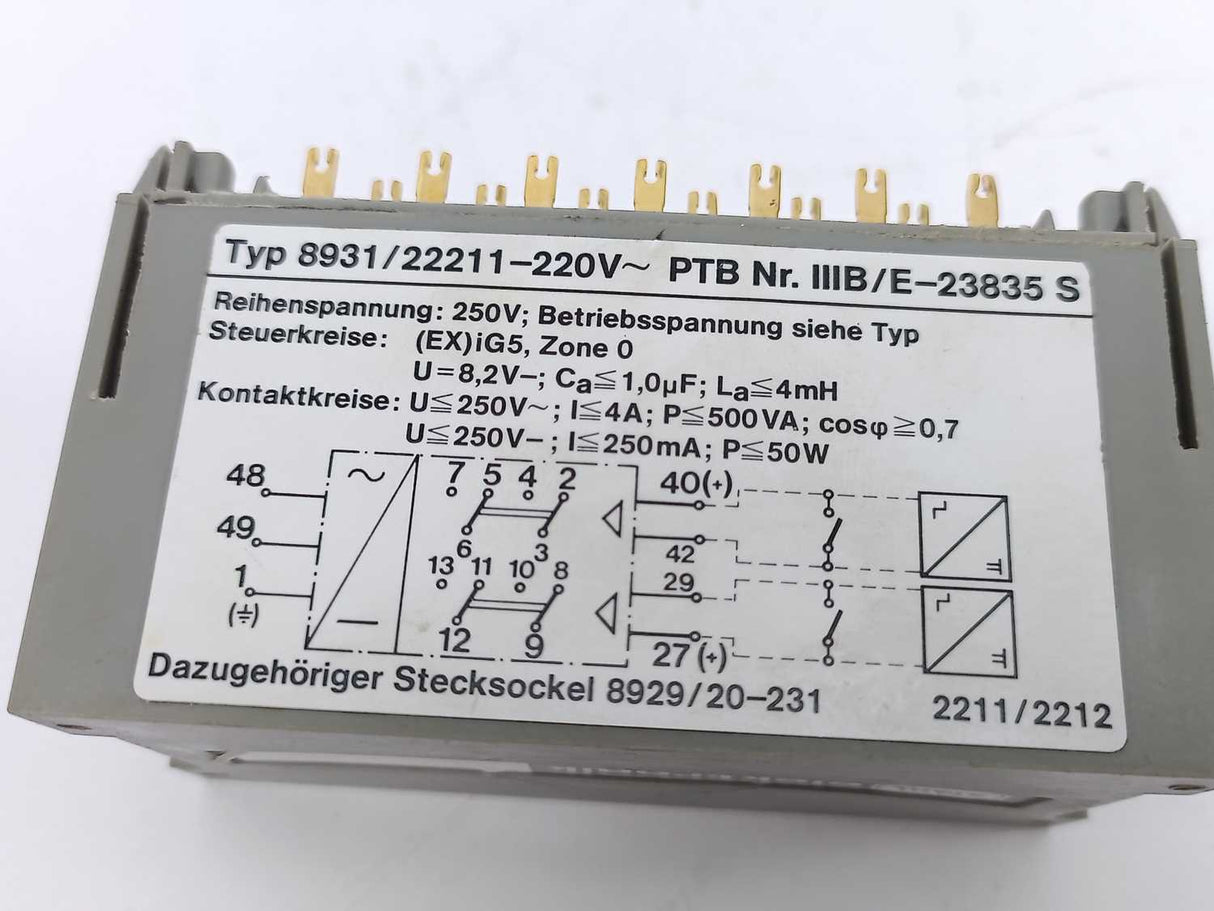 Typ 8931/22211-220V~ PTB Nr. IIIB/E-23835 S
Reihenspannung: 250V; Betriebsspannung siehe Typ
Steuerkreise: (EX)iG5, Zone 0
U=8,2V-; Ca≦1,0µF; La≦4mH
Kontaktkreise: U≦250V~; I≦4A; P≦500VA; cosφ≧0,7
U≦250V-; I≦250mA; P≦50W
48 7 5 4 2 40(+)
49 6 3 42
1 13 11 10 8 29
12 9 27(+)
Dazugehöriger Stecksockel 8929/20-231 2211/2212